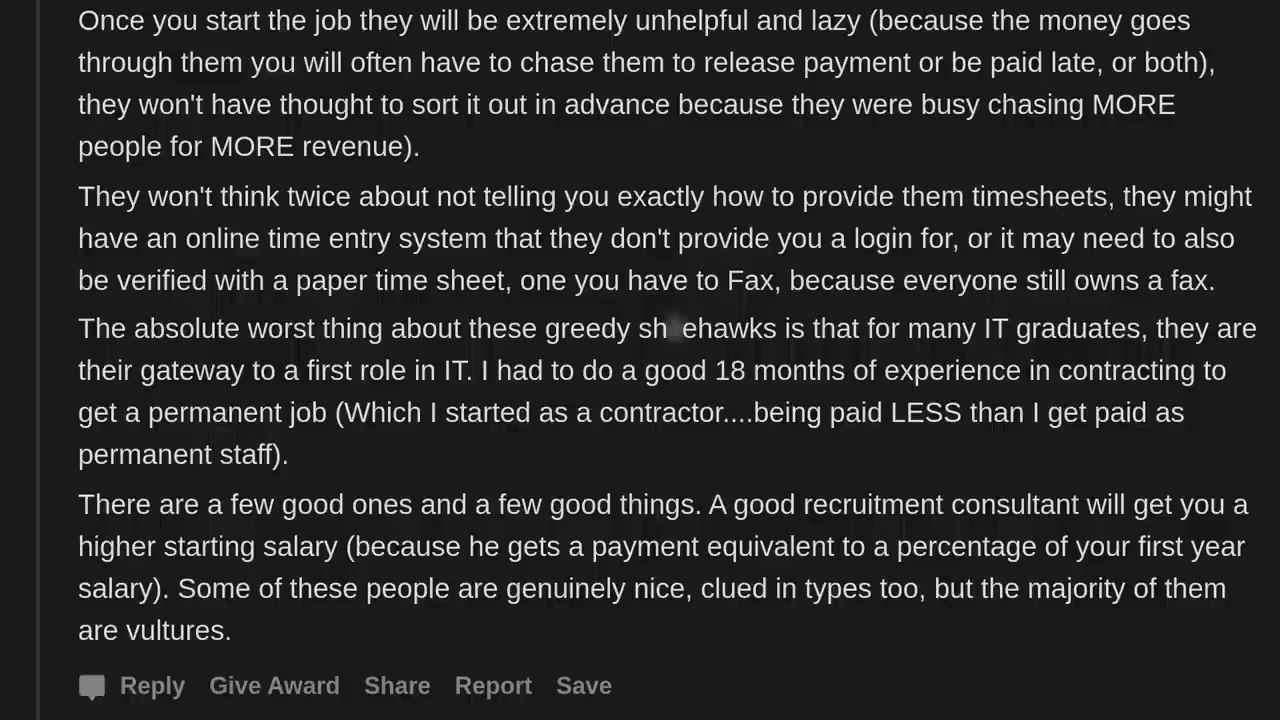 Once you start the job they will be extremely unhelpful and lazy (because the money goes
through them you will often have to chase them to release payment or be paid late, or both),
they won't have thought to sort it out in advance because they were busy chasing MORE
people for MORE revenue).
They won't think twice about not telling you exactly how to provide them timesheets, they might
have an online time entry system that they don't provide you a login for, or it may need to also
be verified with a paper time sheet, one you have to Fax, because everyone still owns a fax.
The absolute worst thing about these greedy is that for many IT graduates, they are
their gateway to a first role in IT. I had to do a good 18 months of experience in contracting to
get a permanent job (Which I started as a contractor....being paid LESS than I get paid as
permanent staff).
There are a few good ones and a few good things. A good recruitment consultant will get you a
higher starting salary (because he gets a payment equivalent to a percentage of your first year
salary). Some of these people are genuinely nice, clued in types too, but the majority of them
are vultures.
Reply Give Award Share Report Save